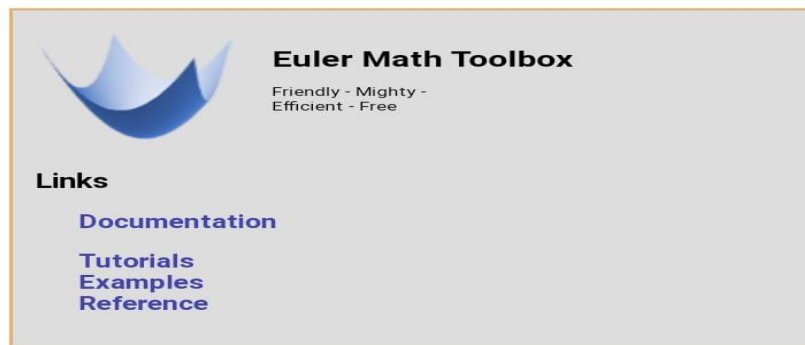 Euler Math Toolbox
Friendly - Mighty -
Efficient - Free
Links
Documentation
Tutorials
Examples
Reference